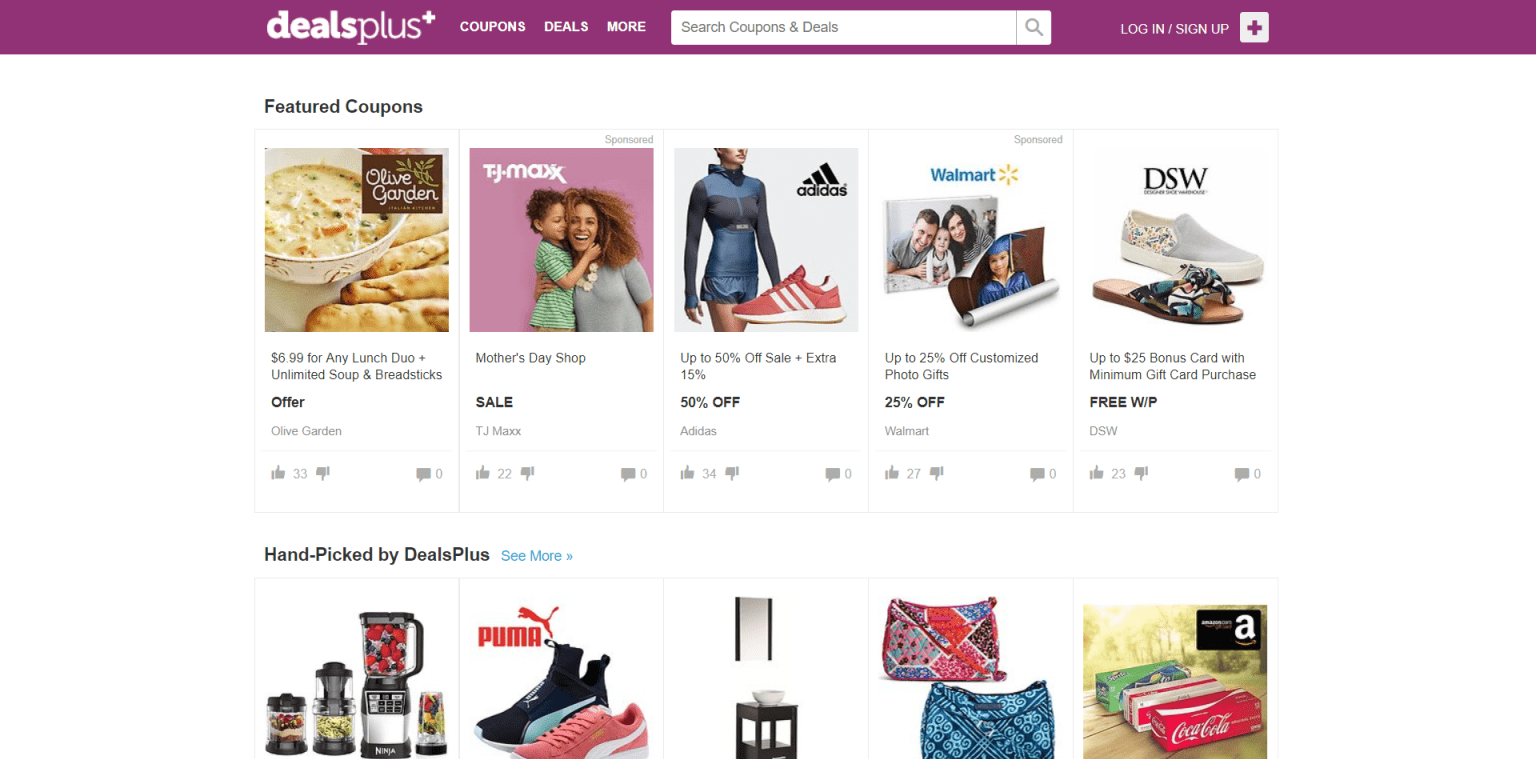 dealsplus+
COUPONS DEALS MORE
Search Coupons & Deals
LOG IN / SIGN UP
Featured Coupons
Sponsored
Sponsored
Olive
Garden
ITALIAN KITCHEN
T·J·maxx
adidas
Walmart
DSW
DESIGNER SHOE WAREHOUSE
$6.99 for Any Lunch Duo +
Unlimited Soup & Breadsticks
Offer
Olive Garden
33
0
Mother's Day Shop
SALE
TJ Maxx
22
0
Up to 50% Off Sale + Extra
15%
50% OFF
Adidas
34
0
Up to 25% Off Customized
Photo Gifts
25% OFF
Walmart
27
0
Up to $25 Bonus Card with
Minimum Gift Card Purchase
FREE W/P
DSW
23
0
Hand-Picked by DealsPlus See More »
NINJA
PUMA
amazon.com
a
Sprite
Coca-Cola